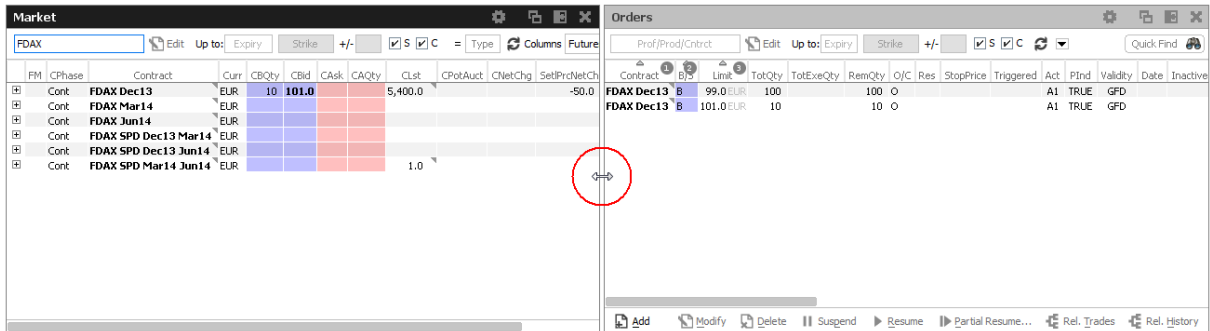 Market
FDAX Edit Up to: Expiry Strike +/- S C = Type Columns Future
FM CPhase Contract Curr CBQty CBid CAsk CAQty CLst CPotAuct CNetChg SetlPrcNetCh
Cont FDAX Dec13 EUR 10 101.0 5,400.0 -50.0
Cont FDAX Mar14 EUR
Cont FDAX Jun14 EUR
Cont FDAX SPD Dec13 Mar14 EUR
Cont FDAX SPD Dec13 Jun14 EUR
Cont FDAX SPD Mar14 Jun14 EUR 1.0
Orders
Prof/Prod/Cntrct Edit Up to: Expiry Strike +/- S C Quick Find
Contract 1 B/S 2 Limit 3 TotQty TotExeQty RemQty O/C Res StopPrice Triggered Act PInd Validity Date Inactive
FDAX Dec13 B 99.0 EUR 100 100 O A1 TRUE GFD
FDAX Dec13 B 101.0 EUR 10 10 O A1 TRUE GFD
Add Modify Delete Suspend Resume Partial Resume... Rel. Trades Rel. History